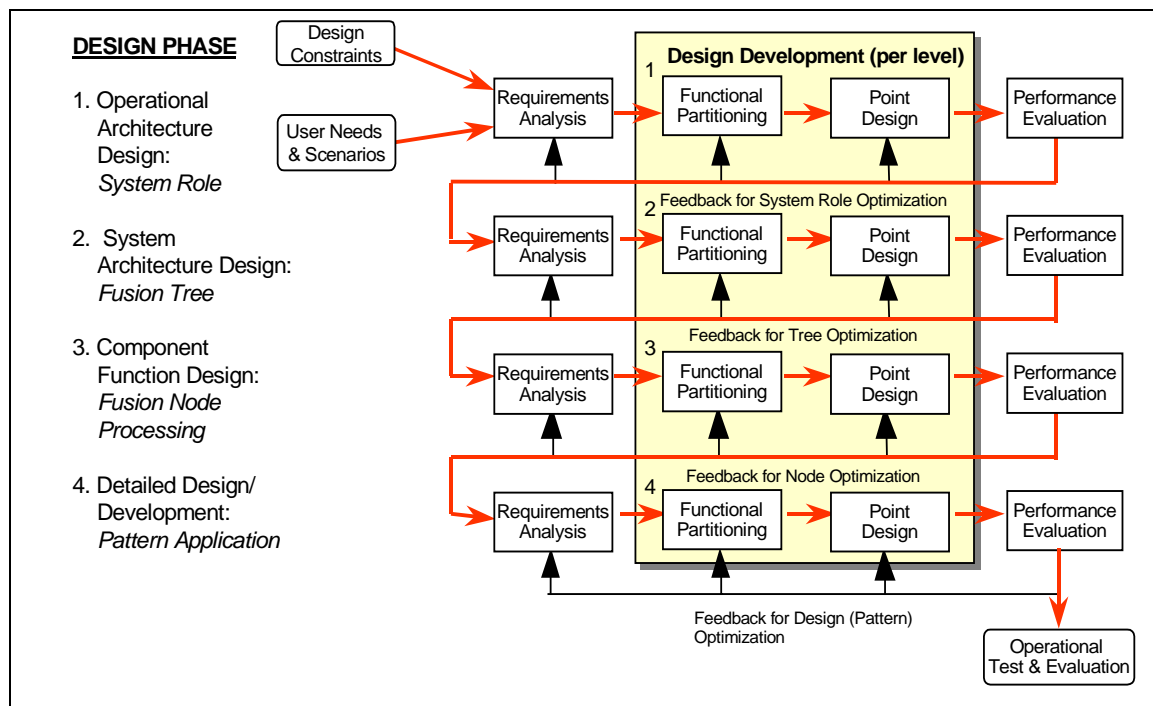 DESIGN PHASE
1. Operational
Architecture
Design:
System Role
2. System
Architecture Design:
Fusion Tree
3. Component
Function Design:
Fusion Node
Processing
4. Detailed Design/
Development:
Pattern Application
Design
Constraints
User Needs
& Scenarios
Design Development (per level)
Requirements
Analysis
1
Functional
Partitioning
Point
Design
Performance
Evaluation
Feedback for System Role Optimization
Requirements
Analysis
2
Functional
Partitioning
Point
Design
Performance
Evaluation
Feedback for Tree Optimization
Requirements
Analysis
3
Functional
Partitioning
Point
Design
Performance
Evaluation
Feedback for Node Optimization
Requirements
Analysis
4
Functional
Partitioning
Point
Design
Performance
Evaluation
Feedback for Design (Pattern)
Optimization
Operational
Test & Evaluation